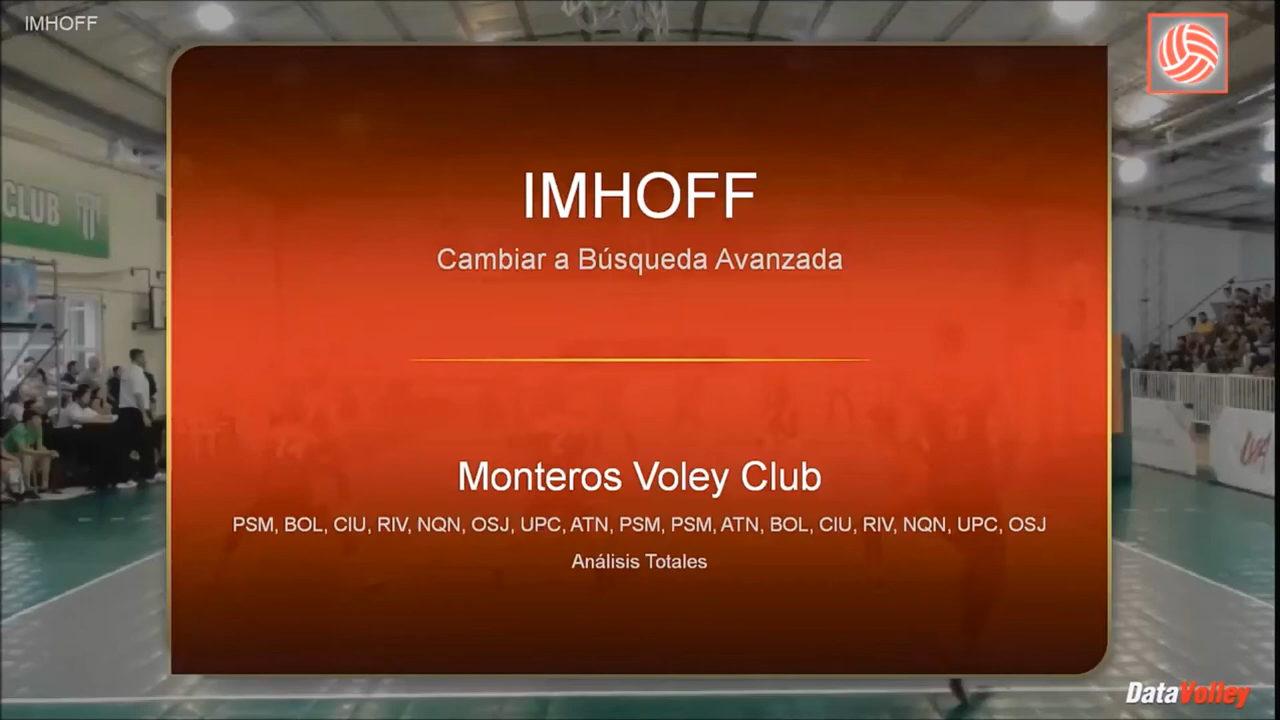 IMHOFF
CLUB
IMHOFF
Cambiar a Búsqueda Avanzada
Monteros Voley Club
PSM, BOL, CIU, RIV, NQN, OSJ, UPC, ATN, PSM, PSM, ATN, BOL, CIU, RIV, NQN, UPC, OSJ
Análisis Totales
LVA
DataVolley